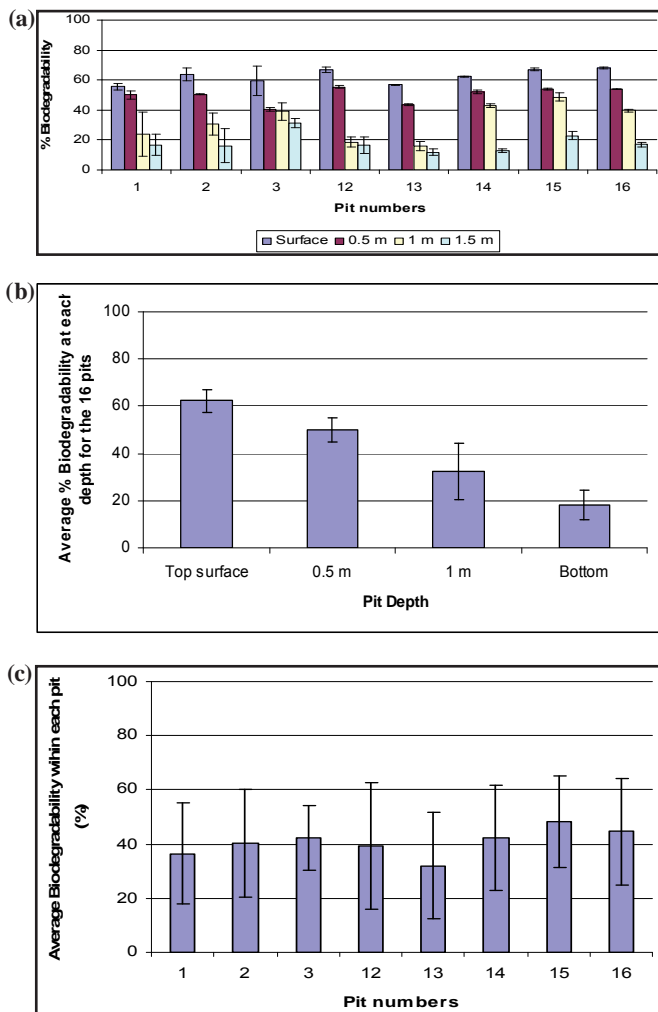 (a)
100
80
60
40
20
0
% Biodegradability
1 2 3 12 13 14 15 16
Pit numbers
Surface 0.5 m 1 m 1.5 m
(b)
Average % Biodegradability at each
depth for the 16 pits
100
80
60
40
20
0
Top surface 0.5 m 1 m Bottom
Pit Depth
(c)
Average Biodegradability wihin each pit
(%)
100
80
60
40
20
0
1 2 3 12 13 14 15 16
Pit numbers